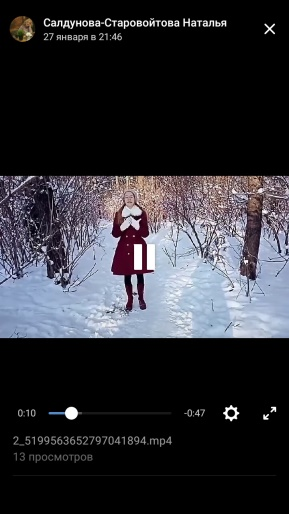 Салдунова-Старовойтова Наталья
27 января в 21:46
0:10
-0:47
2_5199563652797041894.mp4
13 просмотров